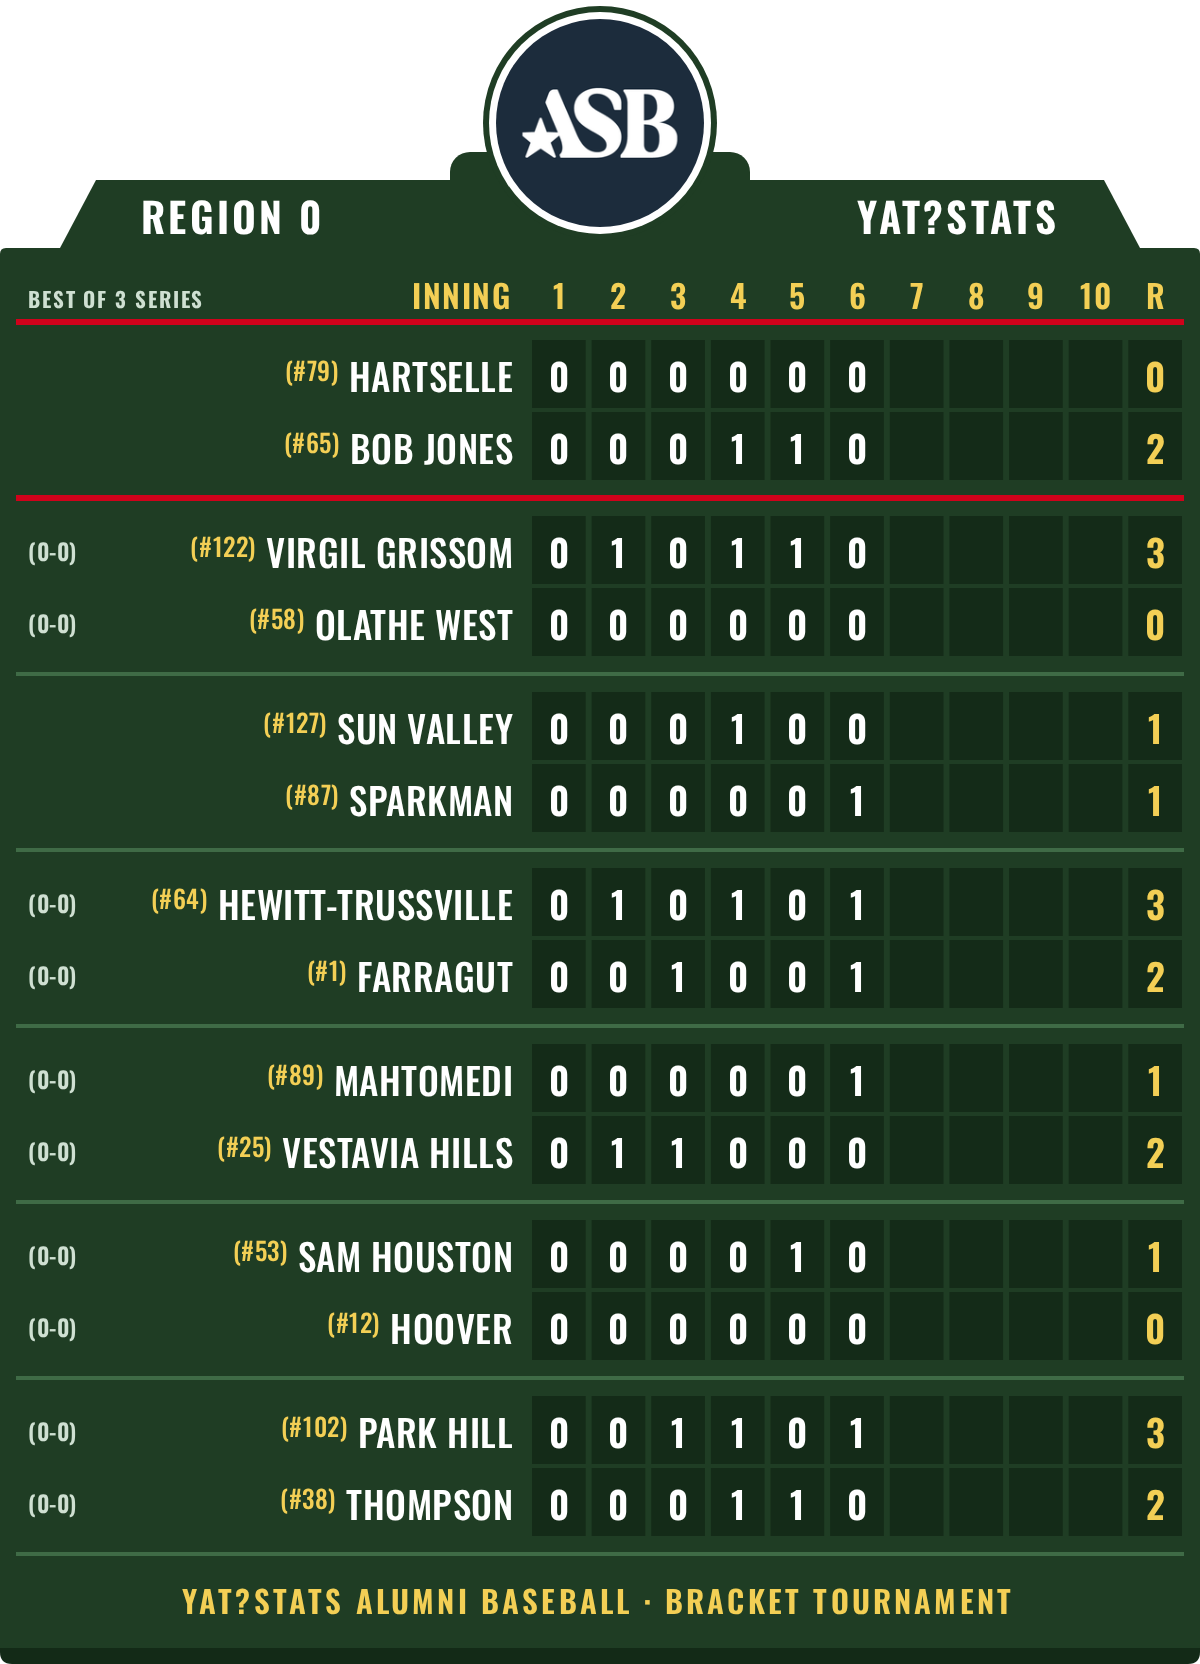 ASB
REGION 0 YAT?STATS
BEST OF 3 SERIES INNING 1 2 3 4 5 6 7 8 9 10 R
(#79) HARTSELLE 0 0 0 0 0 0 0
(#65) BOB JONES 0 0 0 1 1 0 2
(0-0) (#122) VIRGIL GRISSOM 0 1 0 1 1 0 3
(0-0) (#58) OLATHE WEST 0 0 0 0 0 0 0
(#127) SUN VALLEY 0 0 0 1 0 0 1
(#87) SPARKMAN 0 0 0 0 0 1 1
(0-0) (#64) HEWITT-TRUSSVILLE 0 1 0 1 0 1 3
(0-0) (#1) FARRAGUT 0 0 1 0 0 1 2
(0-0) (#89) MAHTOMEDI 0 0 0 0 0 1 1
(0-0) (#25) VESTAVIA HILLS 0 1 1 0 0 0 2
(0-0) (#53) SAM HOUSTON 0 0 0 0 1 0 1
(0-0) (#12) HOOVER 0 0 0 0 0 0 0
(0-0) (#102) PARK HILL 0 0 1 1 0 1 3
(0-0) (#38) THOMPSON 0 0 0 1 1 0 2
YAT?STATS ALUMNI BASEBALL · BRACKET TOURNAMENT